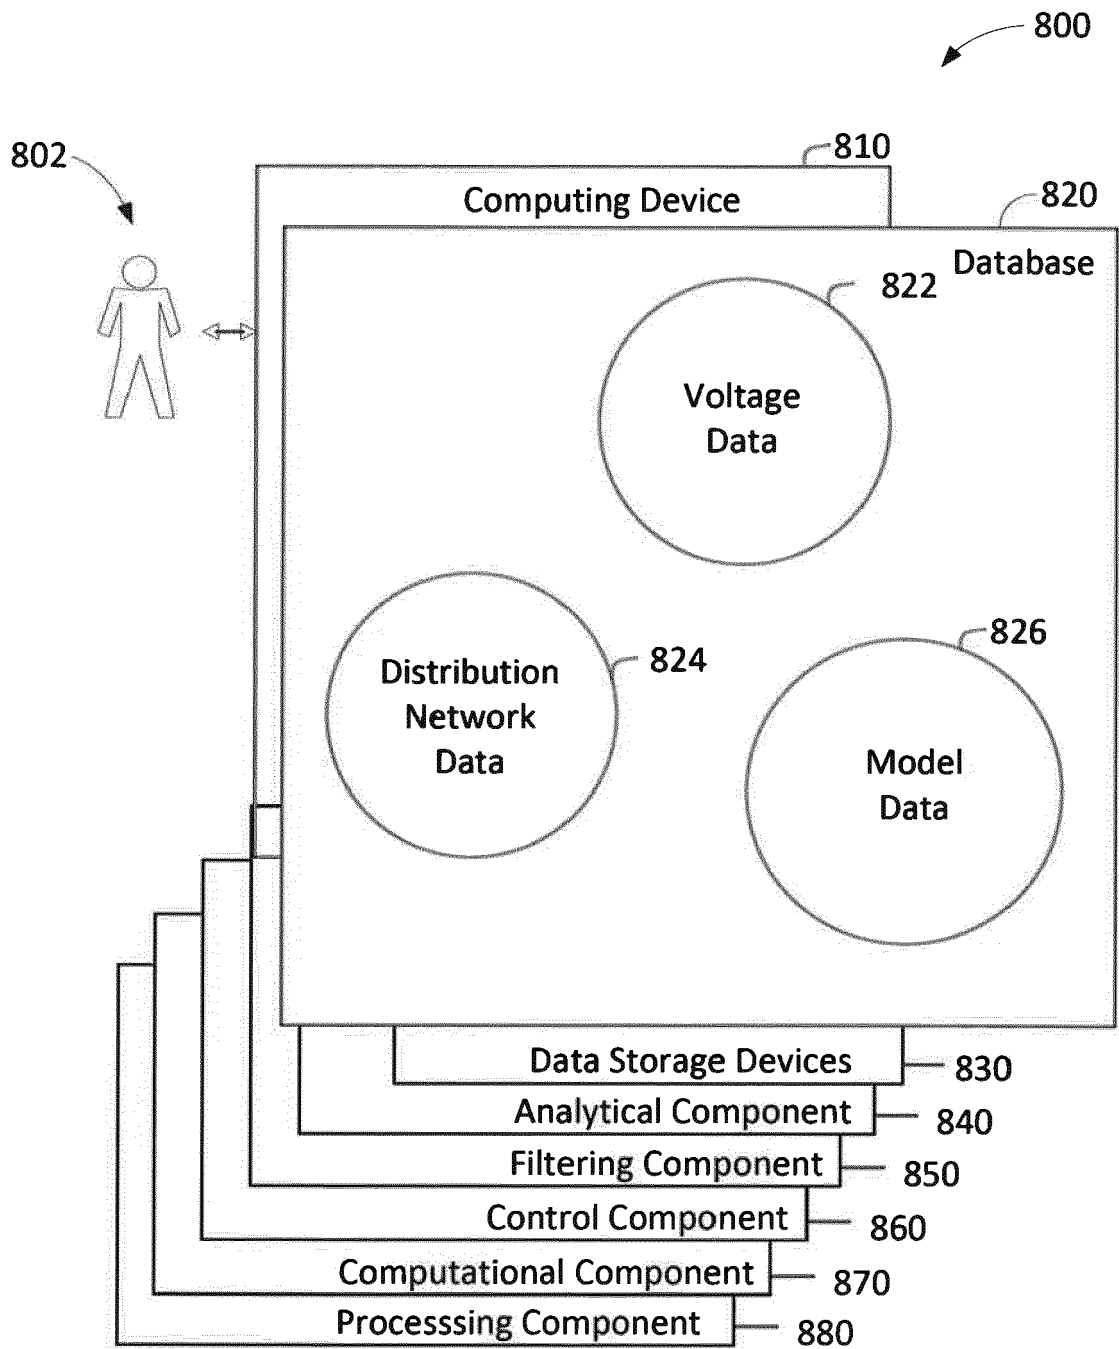 800
802
810
Computing Device
820
Database
822
Voltage
Data
824
Distribution
Network
Data
826
Model
Data
Data Storage Devices
830
Analytical Component
840
Filtering Component
850
Control Component
860
Computational Component
870
Processsing Component
880